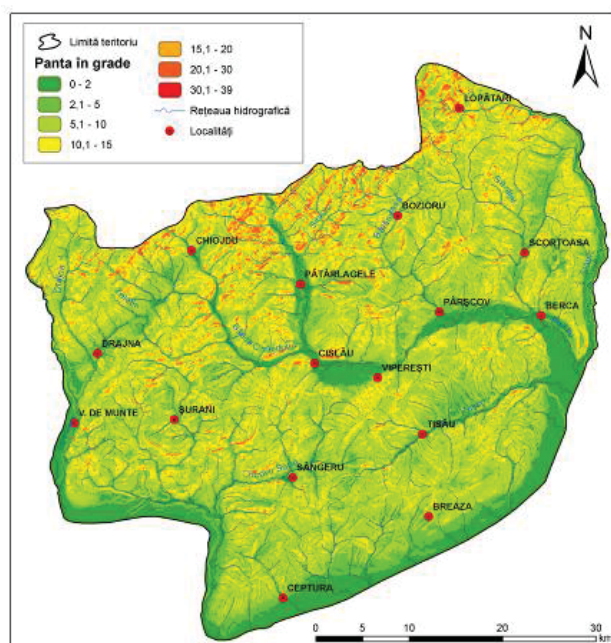 Limită teritoriu
Panta în grade
0 - 2
2,1 - 5
5,1 - 10
10,1 - 15
15,1 - 20
20,1 - 30
30,1 - 39
Rețeaua hidrografică
Localități
N
LOPĂTARI
BOZIORU
CHIOJDU
SCORȚOASA
PĂTÂRLAGELE
PÂRȘCOV
BERCA
DRAJNA
CISLĂU
VIPEREȘTI
V. DE MUNTE
ȘURANI
TISĂU
SÂNGERU
BREAZA
CEPTURA
0 5 10 20 30
km